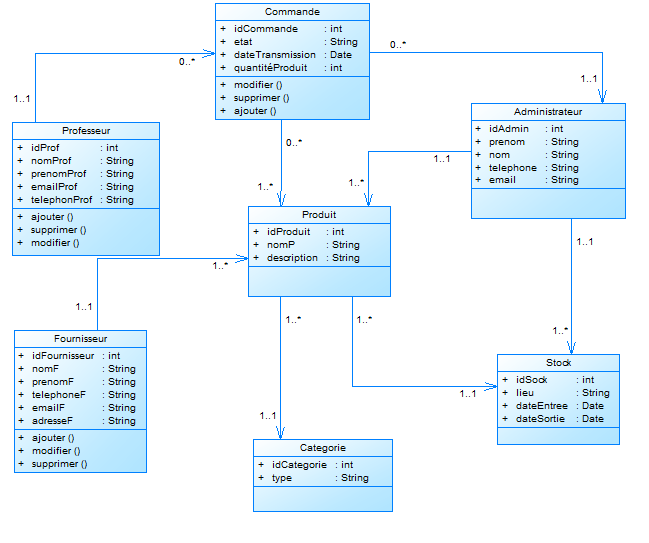 Commande
+ idCommande : int
+ etat : String
+ dateTransmission : Date
+ quantitéProduit : int
+ modifier ()
+ supprimer ()
+ ajouter ()
0..*
1..1
0..*
1..1
Professeur
+ idProf : int
+ nomProf : String
+ prenomProf : String
+ emailProf : String
+ telephonProf : String
+ ajouter ()
+ supprimer ()
+ modifier ()
Administrateur
+ idAdmin : int
+ prenom : String
+ nom : String
+ telephone : String
+ email : String
0..*
1..*
1..1
1..*
Produit
+ idProduit : int
+ nomP : String
+ description : String
1..*
1..1
1..1
1..*
Fournisseur
+ idFournisseur : int
+ nomF : String
+ prenomF : String
+ telephoneF : String
+ emailF : String
+ adresseF : String
+ ajouter ()
+ modifier ()
+ supprimer ()
1..*
1..*
1..1
1..1
Stock
+ idSock : int
+ lieu : String
+ dateEntree : Date
+ dateSortie : Date
Categorie
+ idCategorie : int
+ type : String